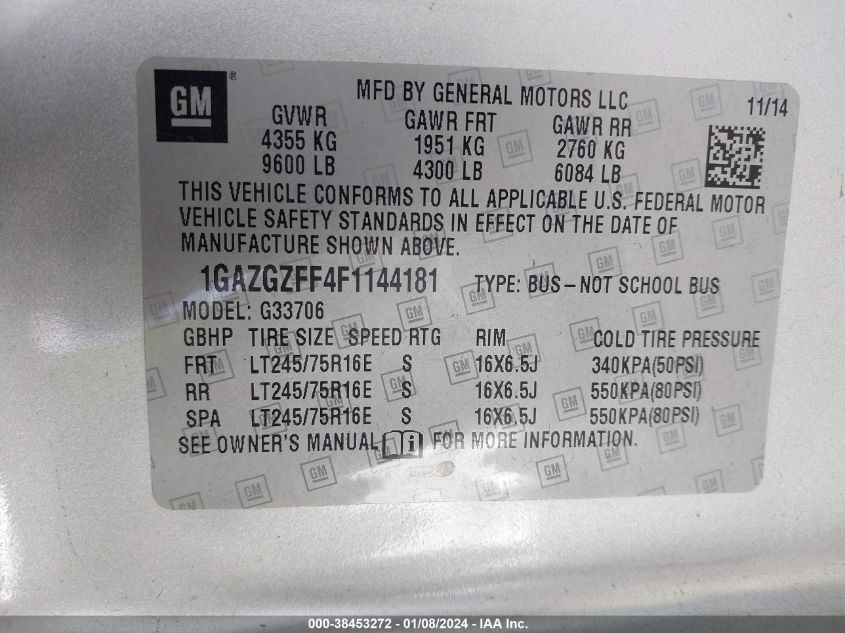 GM ®
MFD BY GENERAL MOTORS LLC 11/14
GVWR GAWR FRT GAWR RR
4355 KG 1951 KG 2760 KG
9600 LB 4300 LB 6084 LB
THIS VEHICLE CONFORMS TO ALL APPLICABLE U.S. FEDERAL MOTOR
VEHICLE SAFETY STANDARDS IN EFFECT ON THE DATE OF
MANUFACTURE SHOWN ABOVE.
1GAZGZFF4F1144181 TYPE: BUS–NOT SCHOOL BUS
MODEL: G33706
GBHP TIRE SIZE SPEED RTG RIM COLD TIRE PRESSURE
FRT LT245/75R16E S 16X6.5J 340KPA(50PSI)
RR LT245/75R16E S 16X6.5J 550KPA(80PSI)
SPA LT245/75R16E S 16X6.5J 550KPA(80PSI)
SEE OWNER'S MANUAL i FOR MORE INFORMATION.
000-38453272 — 01/08/2024 — IAA Inc.